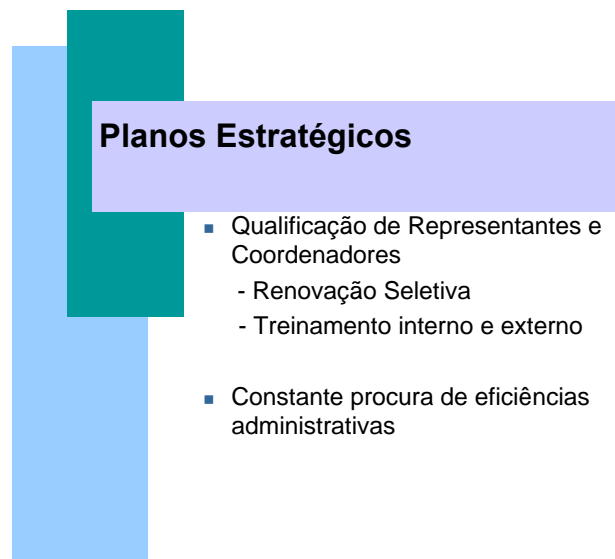 Planos Estratégicos
▪ Qualificação de Representantes e
Coordenadores
- Renovação Seletiva
- Treinamento interno e externo
▪ Constante procura de eficiências
administrativas